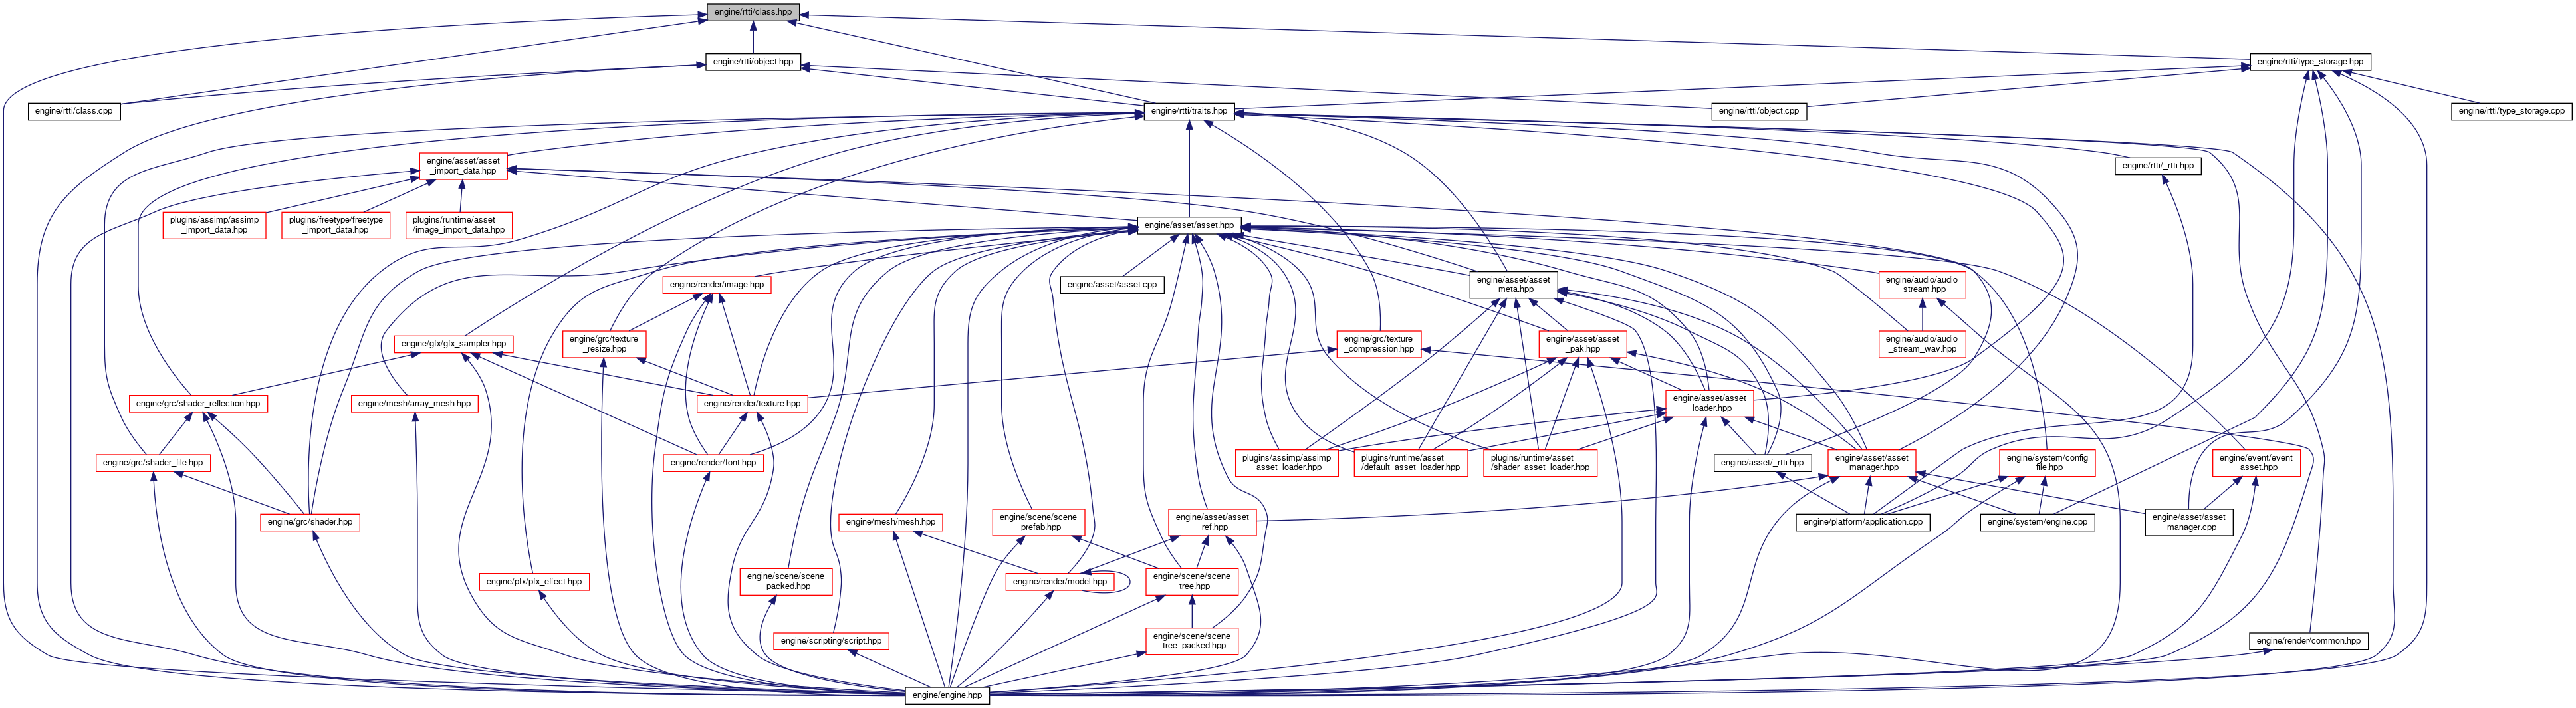 engine/rtti/class.hpp
engine/rtti/object.hpp
engine/rtti/type_storage.hpp
engine/rtti/class.cpp
engine/rtti/traits.hpp
engine/rtti/object.cpp
engine/rtti/type_storage.cpp
engine/asset/asset
_import_data.hpp
engine/rtti/_rtti.hpp
plugins/assimp/assimp
_import_data.hpp
plugins/freetype/freetype
_import_data.hpp
plugins/runtime/asset
/image_import_data.hpp
engine/asset/asset.hpp
engine/render/image.hpp
engine/asset/asset.cpp
engine/asset/asset
_meta.hpp
engine/audio/audio
_stream.hpp
engine/gfx/gfx_sampler.hpp
engine/grc/texture
_resize.hpp
engine/grc/texture
_compression.hpp
engine/asset/asset
_pak.hpp
engine/audio/audio
_stream_wav.hpp
engine/grc/shader_reflection.hpp
engine/mesh/array_mesh.hpp
engine/render/texture.hpp
engine/asset/asset
_loader.hpp
engine/grc/shader_file.hpp
engine/render/font.hpp
plugins/assimp/assimp
_asset_loader.hpp
plugins/runtime/asset
/default_asset_loader.hpp
plugins/runtime/asset
/shader_asset_loader.hpp
engine/asset/_rtti.hpp
engine/asset/asset
_manager.hpp
engine/system/config
_file.hpp
engine/event/event
_asset.hpp
engine/grc/shader.hpp
engine/mesh/mesh.hpp
engine/scene/scene
_prefab.hpp
engine/asset/asset
_ref.hpp
engine/platform/application.cpp
engine/system/engine.cpp
engine/asset/asset
_manager.cpp
engine/pfx/pfx_effect.hpp
engine/scene/scene
_packed.hpp
engine/render/model.hpp
engine/scene/scene
_tree.hpp
engine/scripting/script.hpp
engine/scene/scene
_tree_packed.hpp
engine/render/common.hpp
engine/engine.hpp